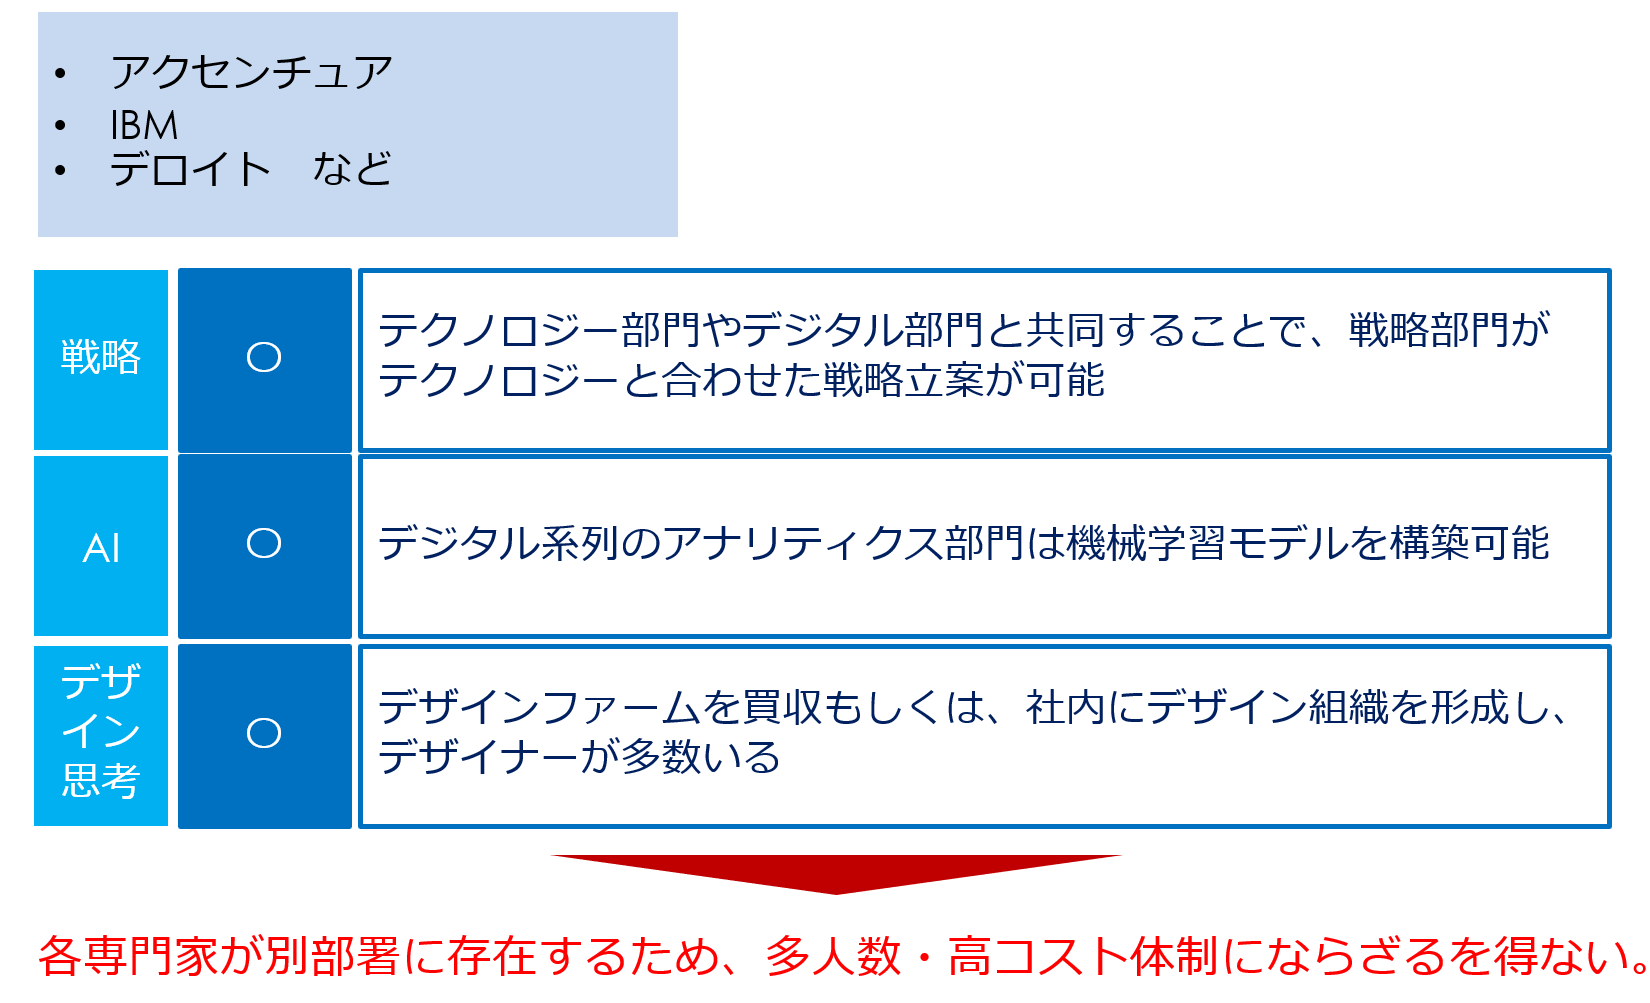 • アクセンチュア
• IBM
• デロイト　など
戦略
〇
テクノロジー部門やデジタル部門と共同することで、戦略部門が
テクノロジーと合わせた戦略立案が可能
AI
〇
デジタル系列のアナリティクス部門は機械学習モデルを構築可能
デザ
イン
思考
〇
デザインファームを買収もしくは、社内にデザイン組織を形成し、
デザイナーが多数いる
各専門家が別部署に存在するため、多人数・高コスト体制にならざるを得ない。